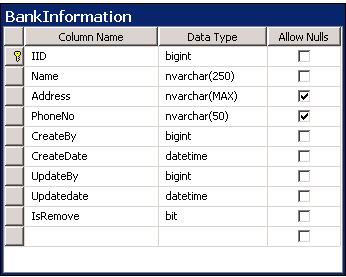 BankInformation
Column Name Data Type Allow Nulls
IID bigint
Name nvarchar(250)
Address nvarchar(MAX)
PhoneNo nvarchar(50)
CreateBy bigint
CreateDate datetime
UpdateBy bigint
Updatedate datetime
IsRemove bit